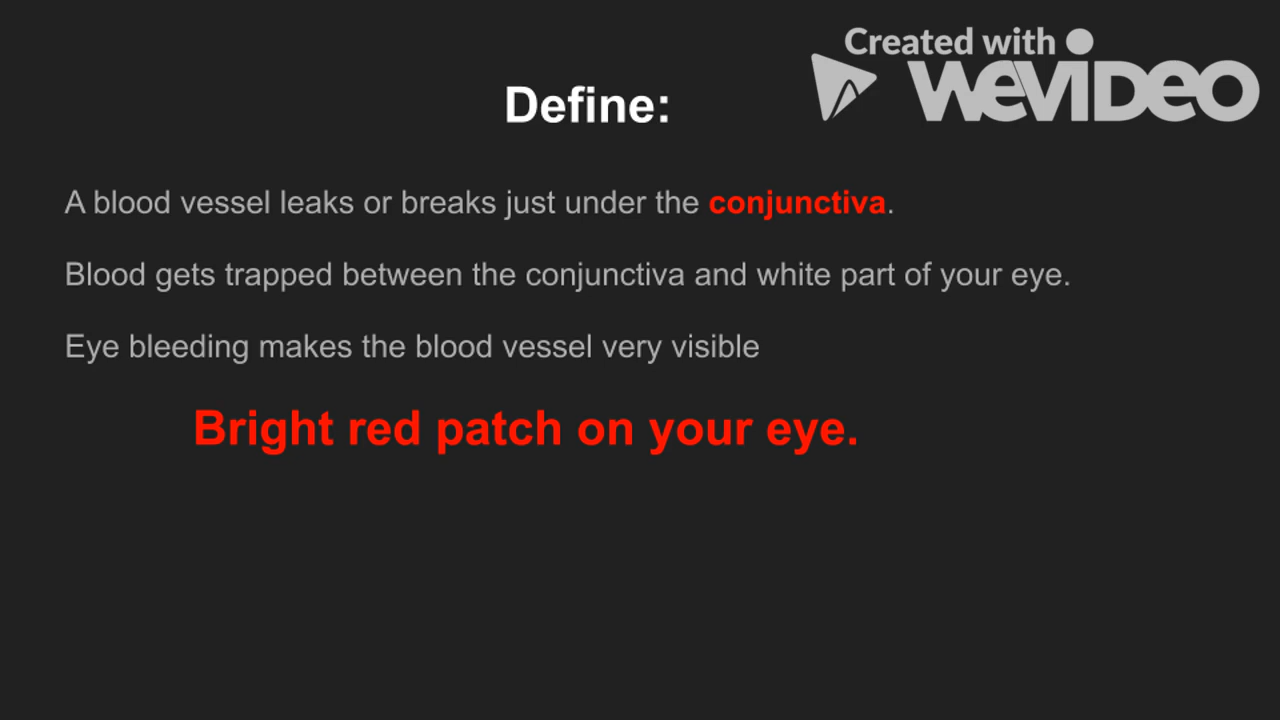 Created with
WeVideo
Define:
A blood vessel leaks or breaks just under the conjunctiva.
Blood gets trapped between the conjunctiva and white part of your eye.
Eye bleeding makes the blood vessel very visible
Bright red patch on your eye.